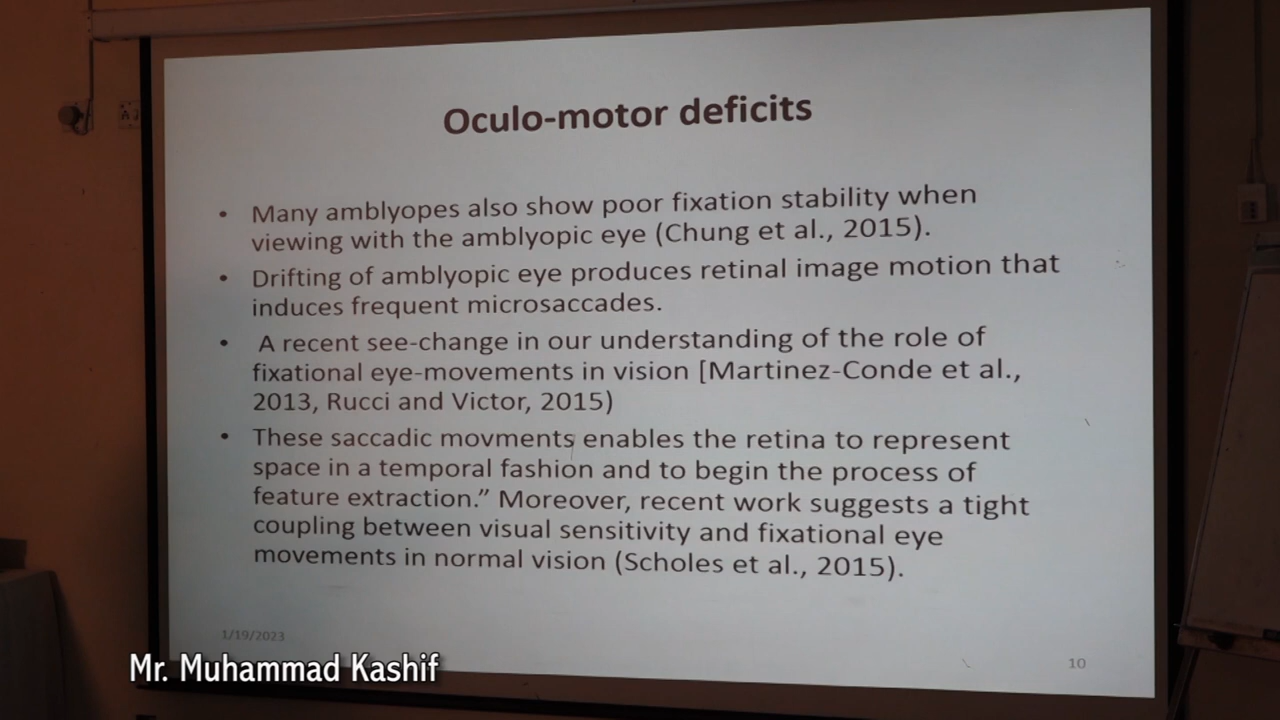 Oculo-motor deficits
• Many amblyopes also show poor fixation stability when
viewing with the amblyopic eye (Chung et al., 2015).
• Drifting of amblyopic eye produces retinal image motion that
induces frequent microsaccades.
• A recent see-change in our understanding of the role of
fixational eye-movements in vision [Martinez-Conde et al.,
2013, Rucci and Victor, 2015)
• These saccadic movments enables the retina to represent
space in a temporal fashion and to begin the process of
feature extraction.” Moreover, recent work suggests a tight
coupling between visual sensitivity and fixational eye
movements in normal vision (Scholes et al., 2015).
1/19/2023
10
Mr. Muhammad Kashif